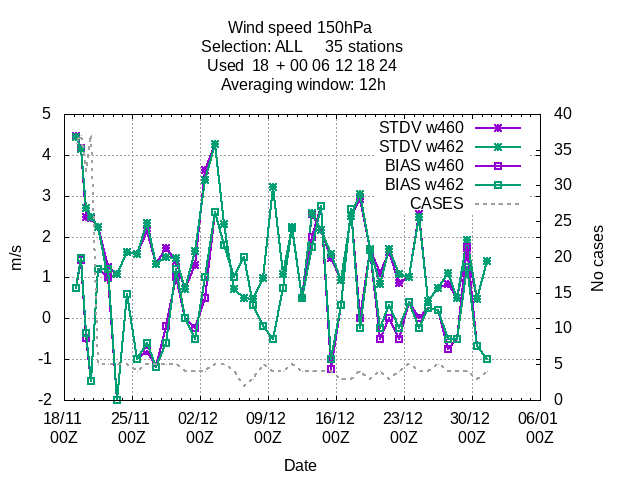 Wind speed 150hPa
Selection: ALL 35 stations
Used 18 + 00 06 12 18 24
Averaging window: 12h
5
4
3
2
1
0
-1
-2
m/s
40
35
30
25
20
15
10
5
0
No cases
STDV w460
STDV w462
BIAS w460
BIAS w462
CASES
18/11 25/11 02/12 09/12 16/12 23/12 30/12 06/01
00Z 00Z 00Z 00Z 00Z 00Z 00Z 00Z
Date